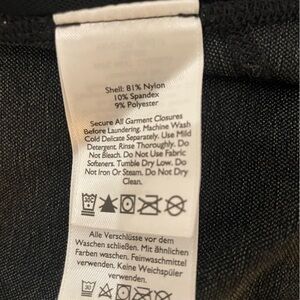 Shell: 81% Nylon
10% Spandex
9% Polyester
Secure All Garment Closures
Before Laundering. Machine Wash
Cold Delicate Separately. Use Mild
Detergent. Rinse Thoroughly. Do
Not Bleach. Do Not Use Fabric
Softeners. Tumble Dry Low. Do
Not Iron Or Steam. Do Not Dry
Clean.
Alle Verschlüsse vor dem
Waschen schließen. Mit ähnlichen
Farben waschen. Feinwaschmittel
verwenden. Keine Weichspüler
verwenden.
30